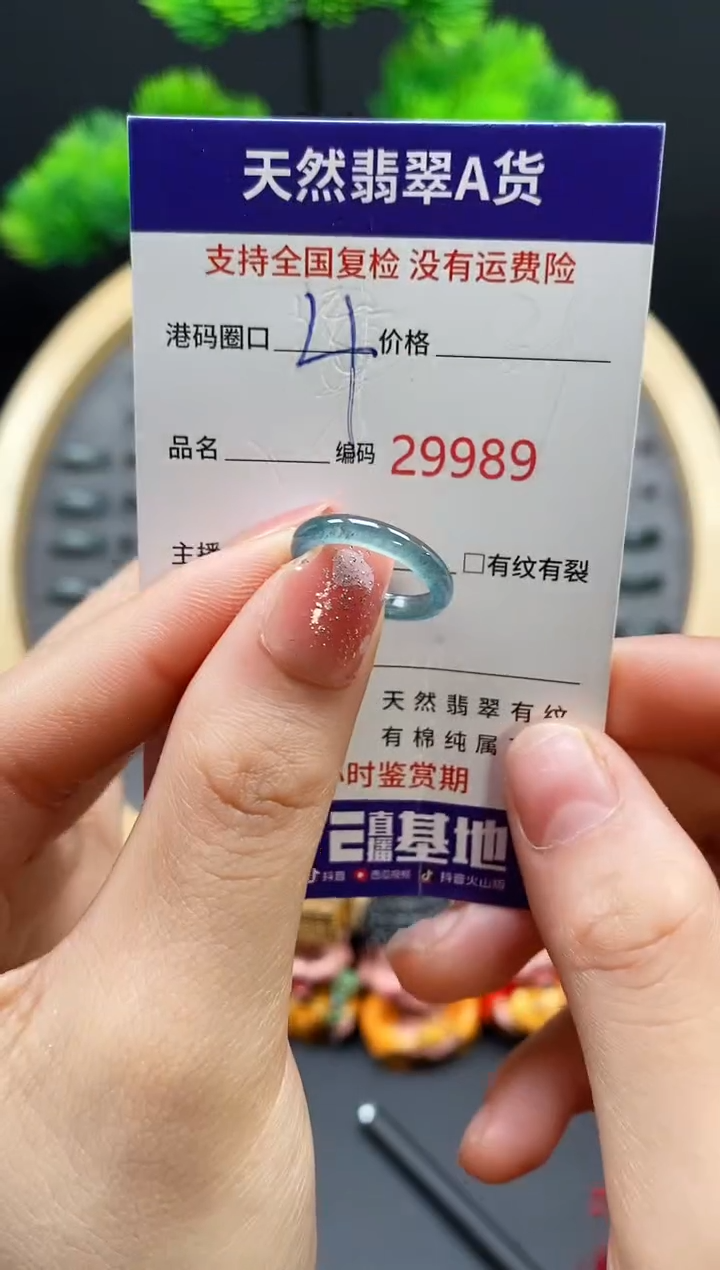 天然翡翠A货
支持全国复检 没有运费险
港码圈口 4 价格
品名 编码 29989
主播 □有纹有裂
天然翡翠有纹
有棉纯属
时鉴赏期
直播基地
抖音 西瓜视频 抖音火山版